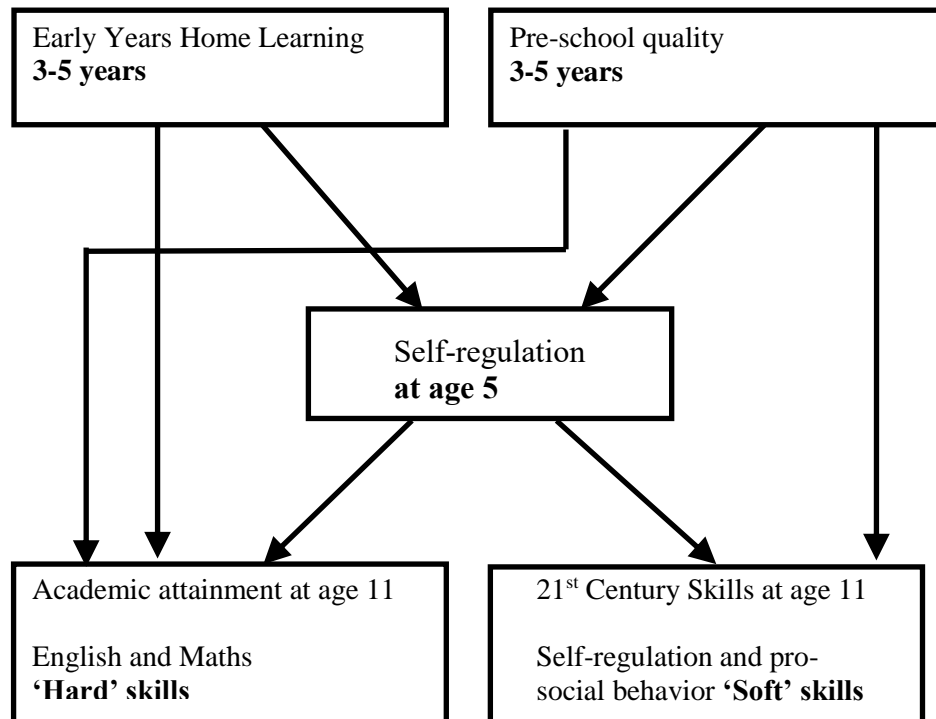 Early Years Home Learning
3-5 years
Pre-school quality
3-5 years
Self-regulation
at age 5
Academic attainment at age 11
English and Maths
‘Hard’ skills
21st Century Skills at age 11
Self-regulation and pro-
social behavior ‘Soft’ skills